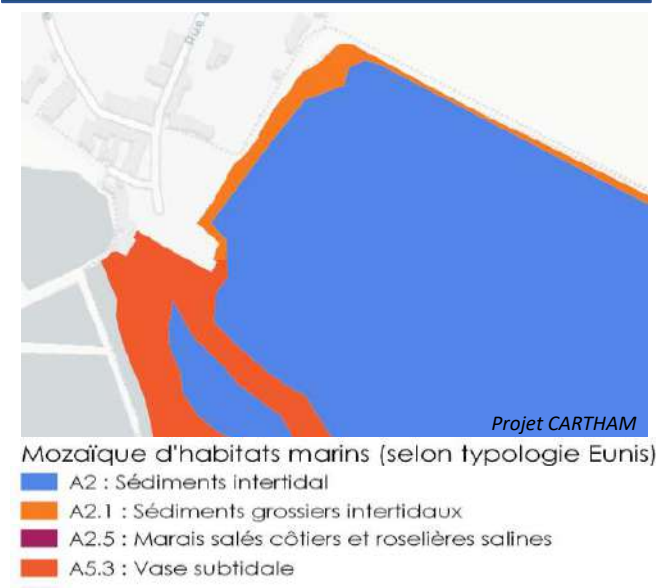 Projet CARTHAM
Mozaïque d'habitats marins (selon typologie Eunis)
A2 : Sédiments intertidal
A2.1 : Sédiments grossiers intertidaux
A2.5 : Marais salés côtiers et roselières salines
A5.3 : Vase subtidale